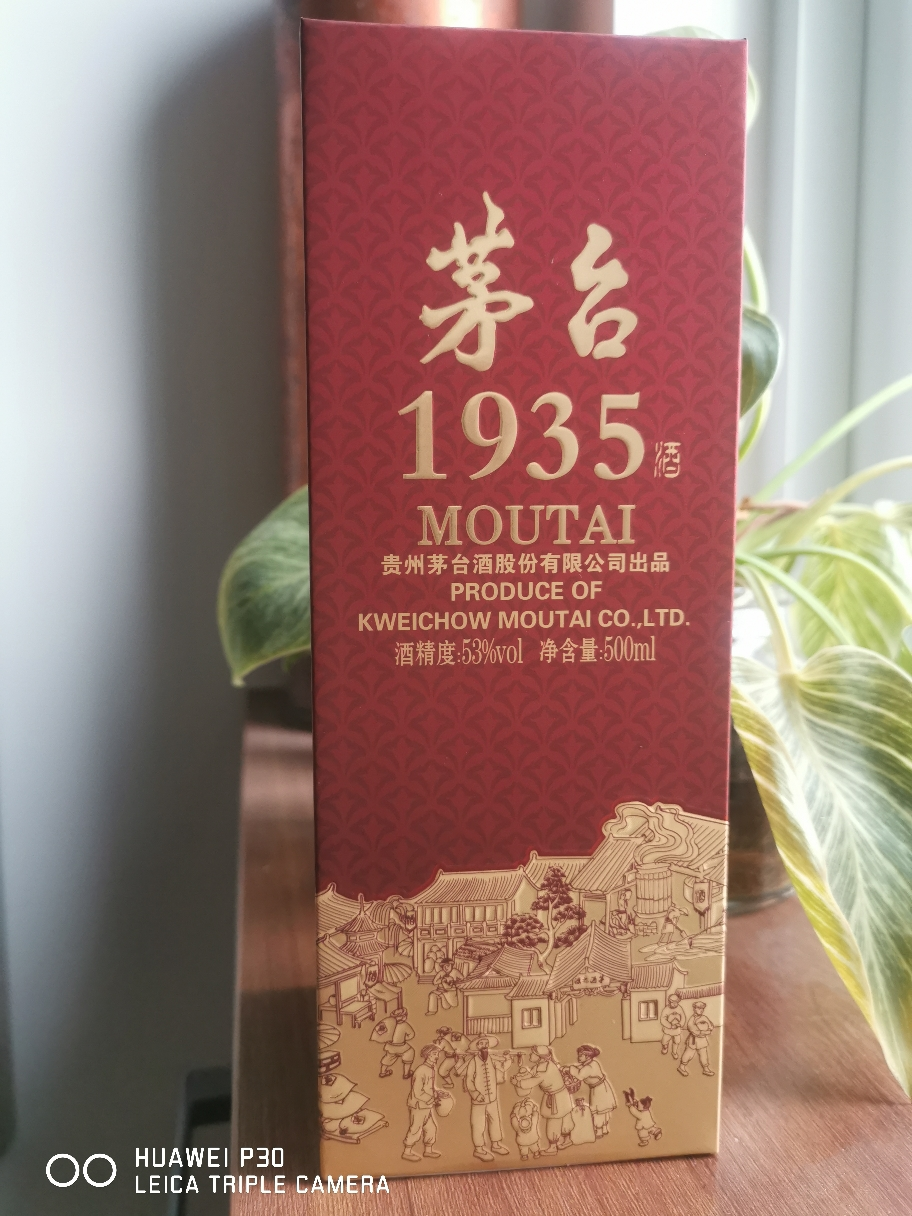 茅台
1935酒
MOUTAI
贵州茅台酒股份有限公司出品
PRODUCE OF
KWEICHOW MOUTAI CO.,LTD.
酒精度:53%vol 净含量:500ml
HUAWEI P30
LEICA TRIPLE CAMERA